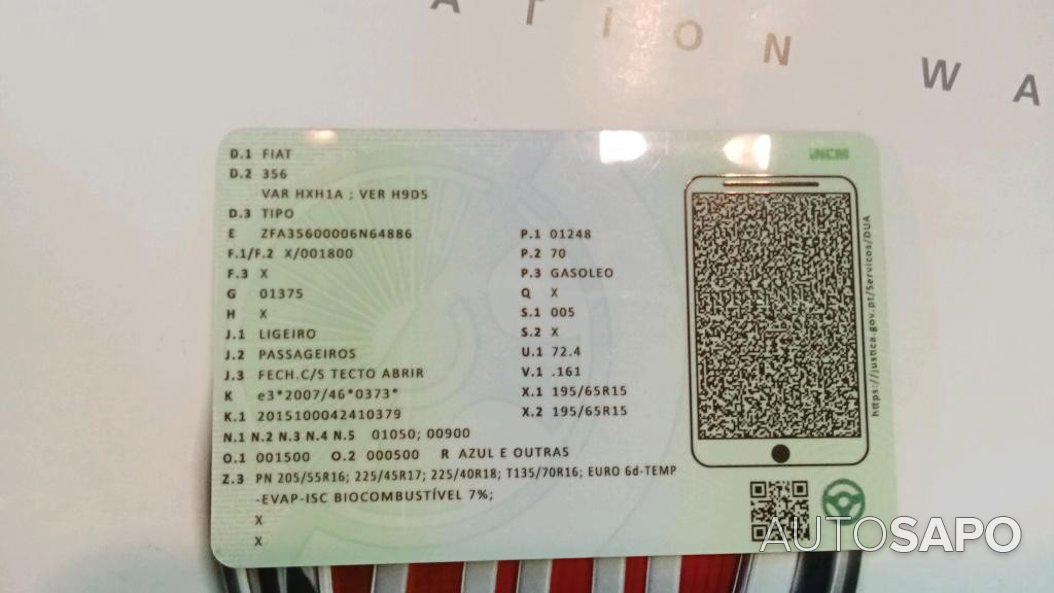 A T I O N W A
INCM
D.1 FIAT
D.2 356
VAR HXH1A ; VER H9D5
D.3 TIPO
E ZFA35600006N64886
F.1/F.2 X/001800
F.3 X
G 01375
H X
J.1 LIGEIRO
J.2 PASSAGEIROS
J.3 FECH.C/S TECTO ABRIR
K e3*2007/46*0373*
K.1 2015100042410379
P.1 01248
P.2 70
P.3 GASOLEO
Q X
S.1 005
S.2 X
U.1 72.4
V.1 .161
X.1 195/65R15
X.2 195/65R15
N.1 N.2 N.3 N.4 N.5 01050; 00900
O.1 001500 O.2 000500 R AZUL E OUTRAS
Z.3 PN 205/55R16; 225/45R17; 225/40R18; T135/70R16; EURO 6d-TEMP
-EVAP-ISC BIOCOMBUSTÍVEL 7%;
X
X
https://justica.gov.pt/Servicos/DUA
AUTOSAPO